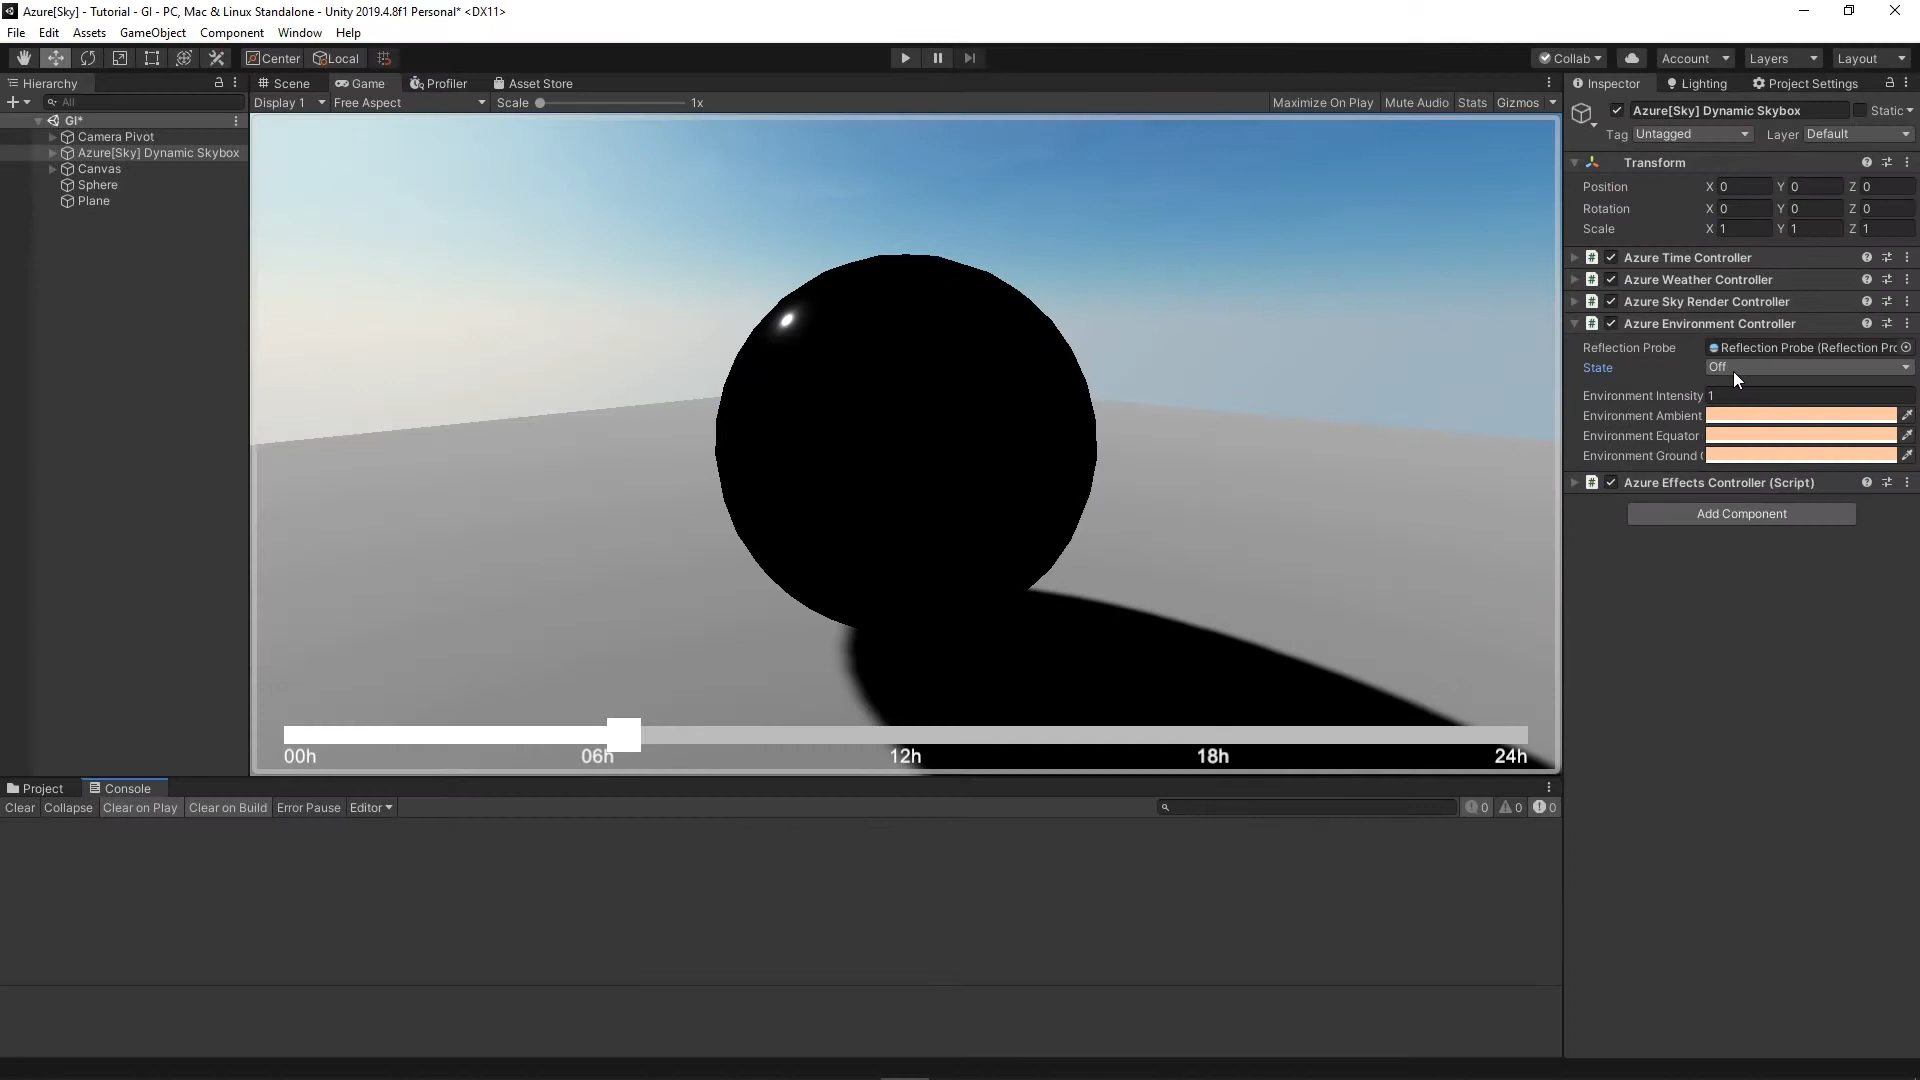 Azure[Sky] - Tutorial - GI - PC, Mac & Linux Standalone - Unity 2019.4.8f1 Personal* <DX11>
File Edit Assets GameObject Component Window Help
Center Local Collab Account Layers Layout
Hierarchy Scene Game Profiler Asset Store Inspector Lighting Project Settings
All Display 1 Free Aspect Scale 1x Maximize On Play Mute Audio Stats Gizmos
GI*
Camera Pivot
Azure[Sky] Dynamic Skybox
Canvas
Sphere
Plane
00h 06h 12h 18h 24h
Azure[Sky] Dynamic Skybox Static
Tag Untagged Layer Default
Transform
Position X 0 Y 0 Z 0
Rotation X 0 Y 0 Z 0
Scale X 1 Y 1 Z 1
# Azure Time Controller
# Azure Weather Controller
# Azure Sky Render Controller
# Azure Environment Controller
Reflection Probe Reflection Probe (Reflection Pro
State Off
Environment Intensity 1
Environment Ambient
Environment Equator
Environment Ground C
# Azure Effects Controller (Script)
Add Component
Project Console
Clear Collapse Clear on Play Clear on Build Error Pause Editor 0 0 0